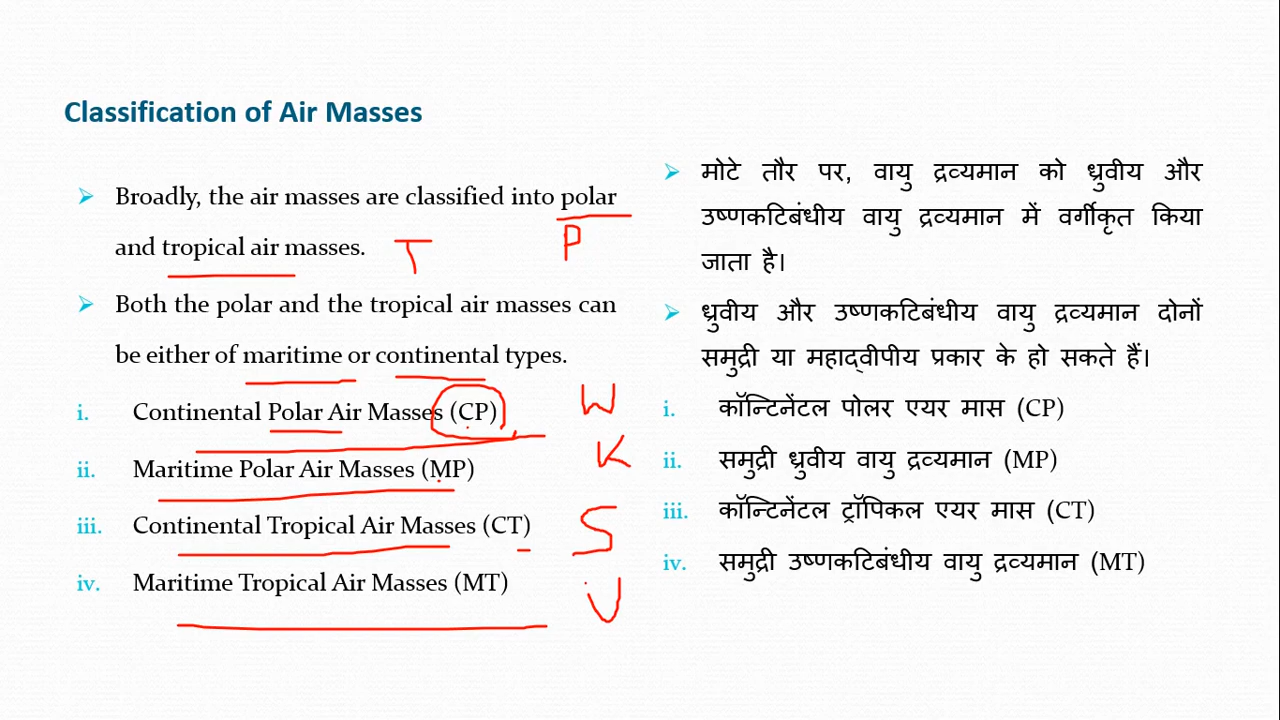 Classification of Air Masses
Broadly, the air masses are classified into polar
and tropical air masses.
T
P
Both the polar and the tropical air masses can
be either of maritime or continental types.
i. Continental Polar Air Masses (CP)
W
ii. Maritime Polar Air Masses (MP)
K
iii. Continental Tropical Air Masses (CT)
S
iv. Maritime Tropical Air Masses (MT)
U
मोटे तौर पर, वायु द्रव्यमान को ध्रुवीय और
उष्णकटिबंधीय वायु द्रव्यमान में वर्गीकृत किया
जाता है।
ध्रुवीय और उष्णकटिबंधीय वायु द्रव्यमान दोनों
समुद्री या महाद्वीपीय प्रकार के हो सकते हैं।
i. कॉन्टिनेंटल पोलर एयर मास (CP)
ii. समुद्री ध्रुवीय वायु द्रव्यमान (MP)
iii. कॉन्टिनेंटल ट्रॉपिकल एयर मास (CT)
iv. समुद्री उष्णकटिबंधीय वायु द्रव्यमान (MT)